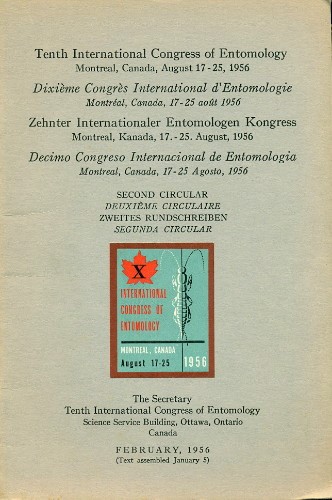 Tenth International Congress of Entomology
Montreal, Canada, August 17-25, 1956
Dixième Congrès International d'Entomologie
Montréal, Canada, 17-25 août 1956
Zehnter Internationaler Entomologen Kongress
Montreal, Kanada, 17.-25. August, 1956
Decimo Congreso Internacional de Entomologia
Montreal, Canada, 17-25 Agosto, 1956
SECOND CIRCULAR
DEUXIÈME CIRCULAIRE
ZWEITES RUNDSCHREIBEN
SEGUNDA CIRCULAR
X
INTERNATIONAL
CONGRESS OF
ENTOMOLOGY
MONTREAL, CANADA
August 17-25 1956
The Secretary
Tenth International Congress of Entomology
Science Service Building, Ottawa, Ontario
Canada
FEBRUARY, 1956
(Text assembled January 5)